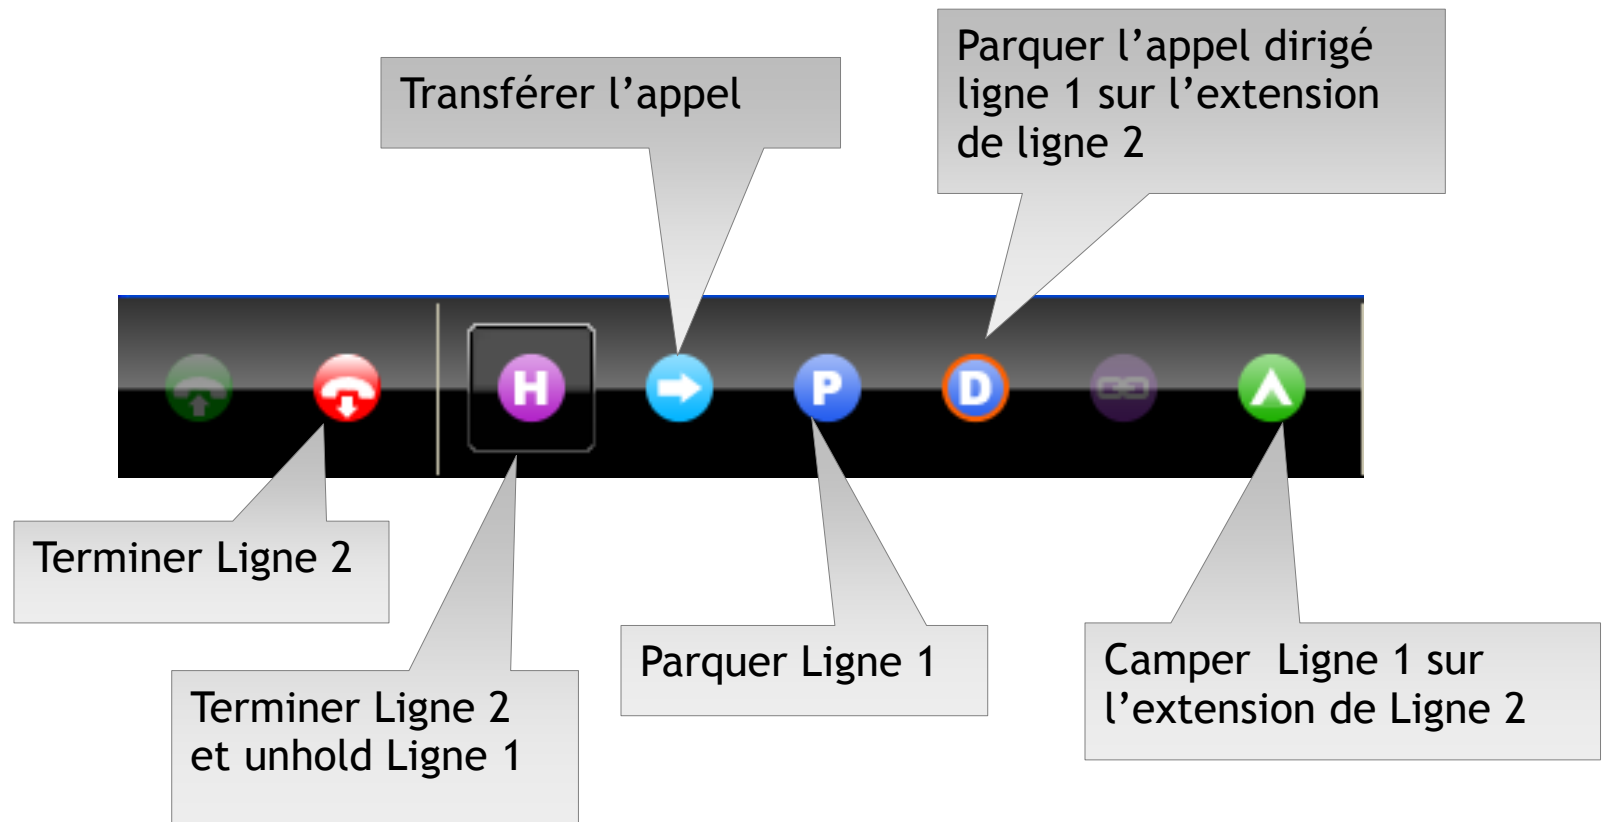 Parquer l’appel dirigé
ligne 1 sur l’extension
de ligne 2
Transférer l’appel
H
P
D
Terminer Ligne 2
Parquer Ligne 1
Camper  Ligne 1 sur
l’extension de Ligne 2
Terminer Ligne 2
et unhold Ligne 1